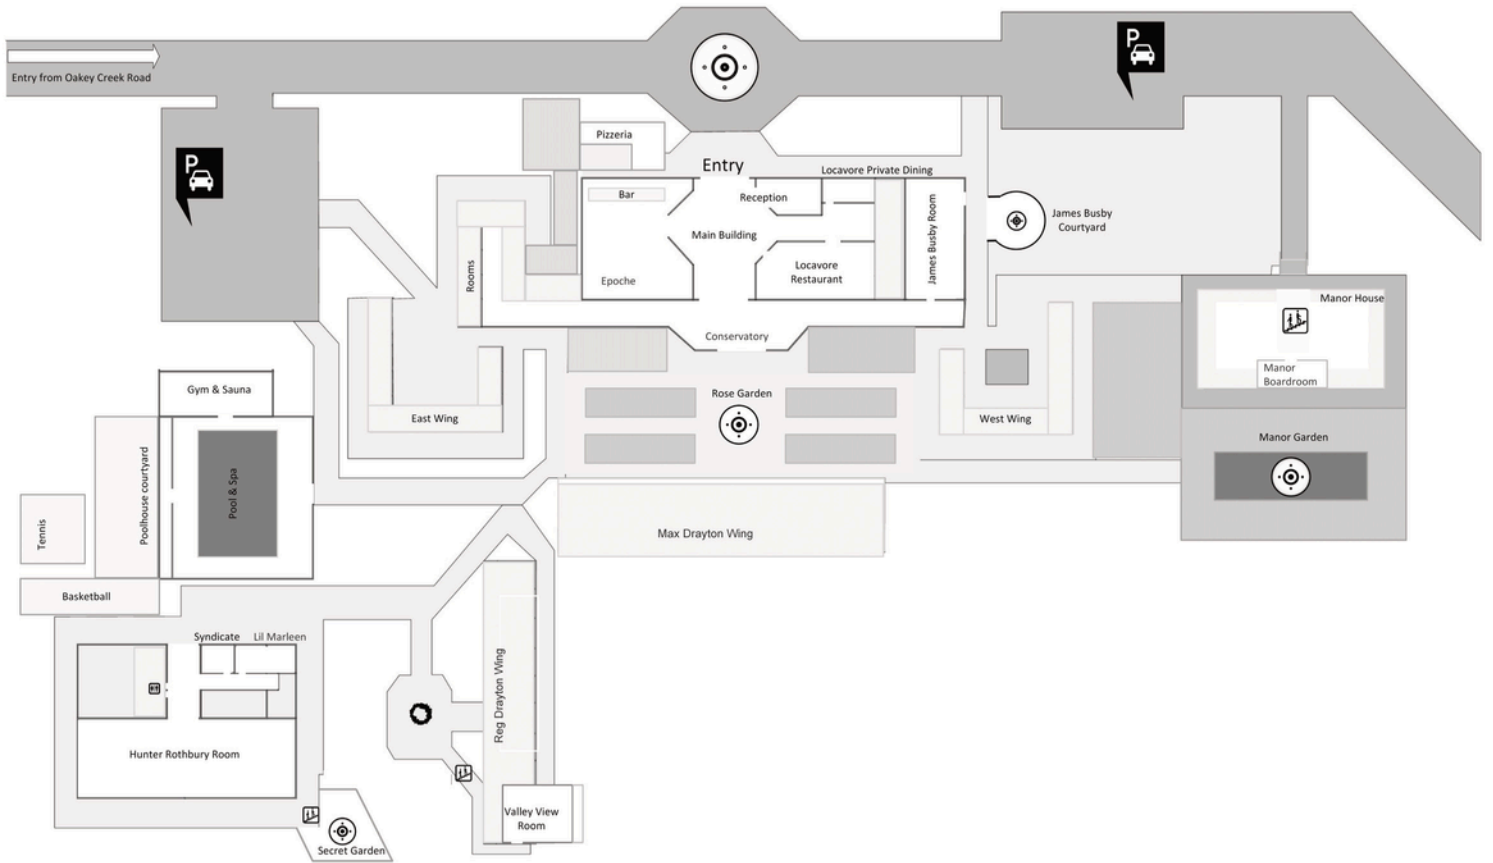 P
Entry from Oakey Creek Road
P
Pizzeria
Entry
Locavore Private Dining
Bar
Reception
James Busby Room
James Busby
Courtyard
Main Building
Rooms
Epoche
Locavore
Restaurant
Manor House
Conservatory
Manor
Boardroom
Gym & Sauna
Rose Garden
East Wing
West Wing
Manor Garden
Pool & Spa
Poolhouse courtyard
Tennis
Max Drayton Wing
Basketball
Syndicate
Lil Marleen
Reg Drayton Wing
Hunter Rothbury Room
Valley View
Room
Secret Garden